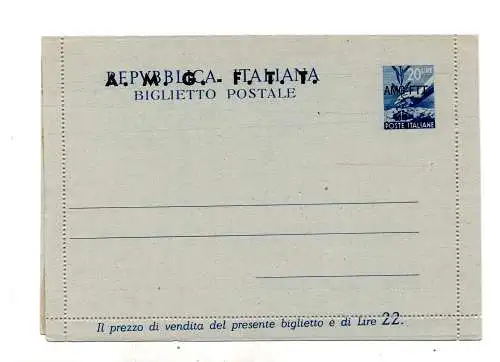 A. M. G. - F. T. T.
REPVBBLICA ITALIANA
BIGLIETTO POSTALE
20 LIRE
AMG-FTT
POSTE ITALIANE
Il prezzo di vendita del presente biglietto è di Lire 22.